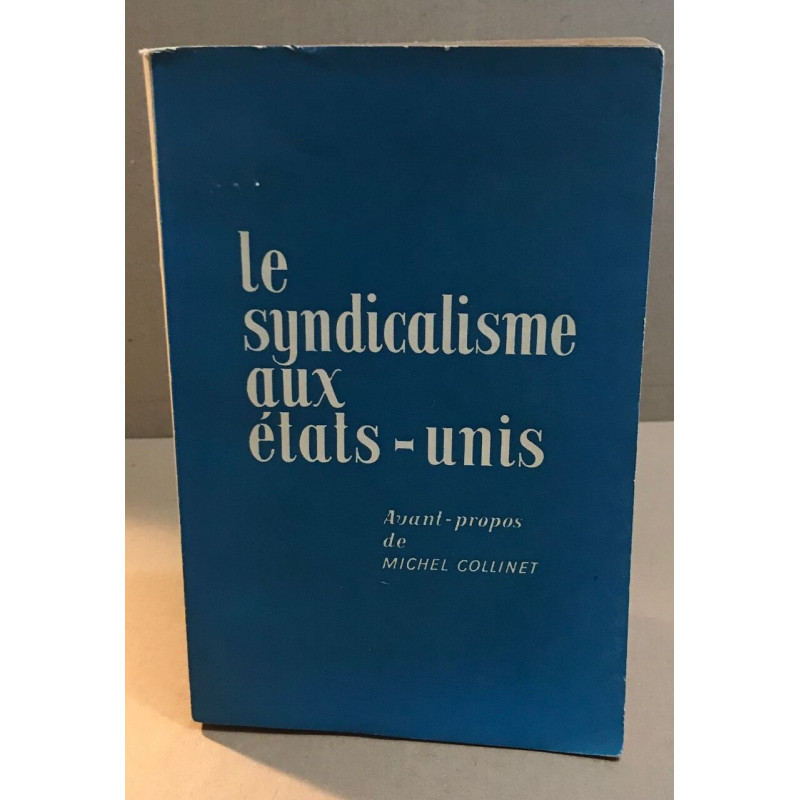 le
syndicalisme
aux
états-unis
Avant-propos
de
MICHEL COLLINET